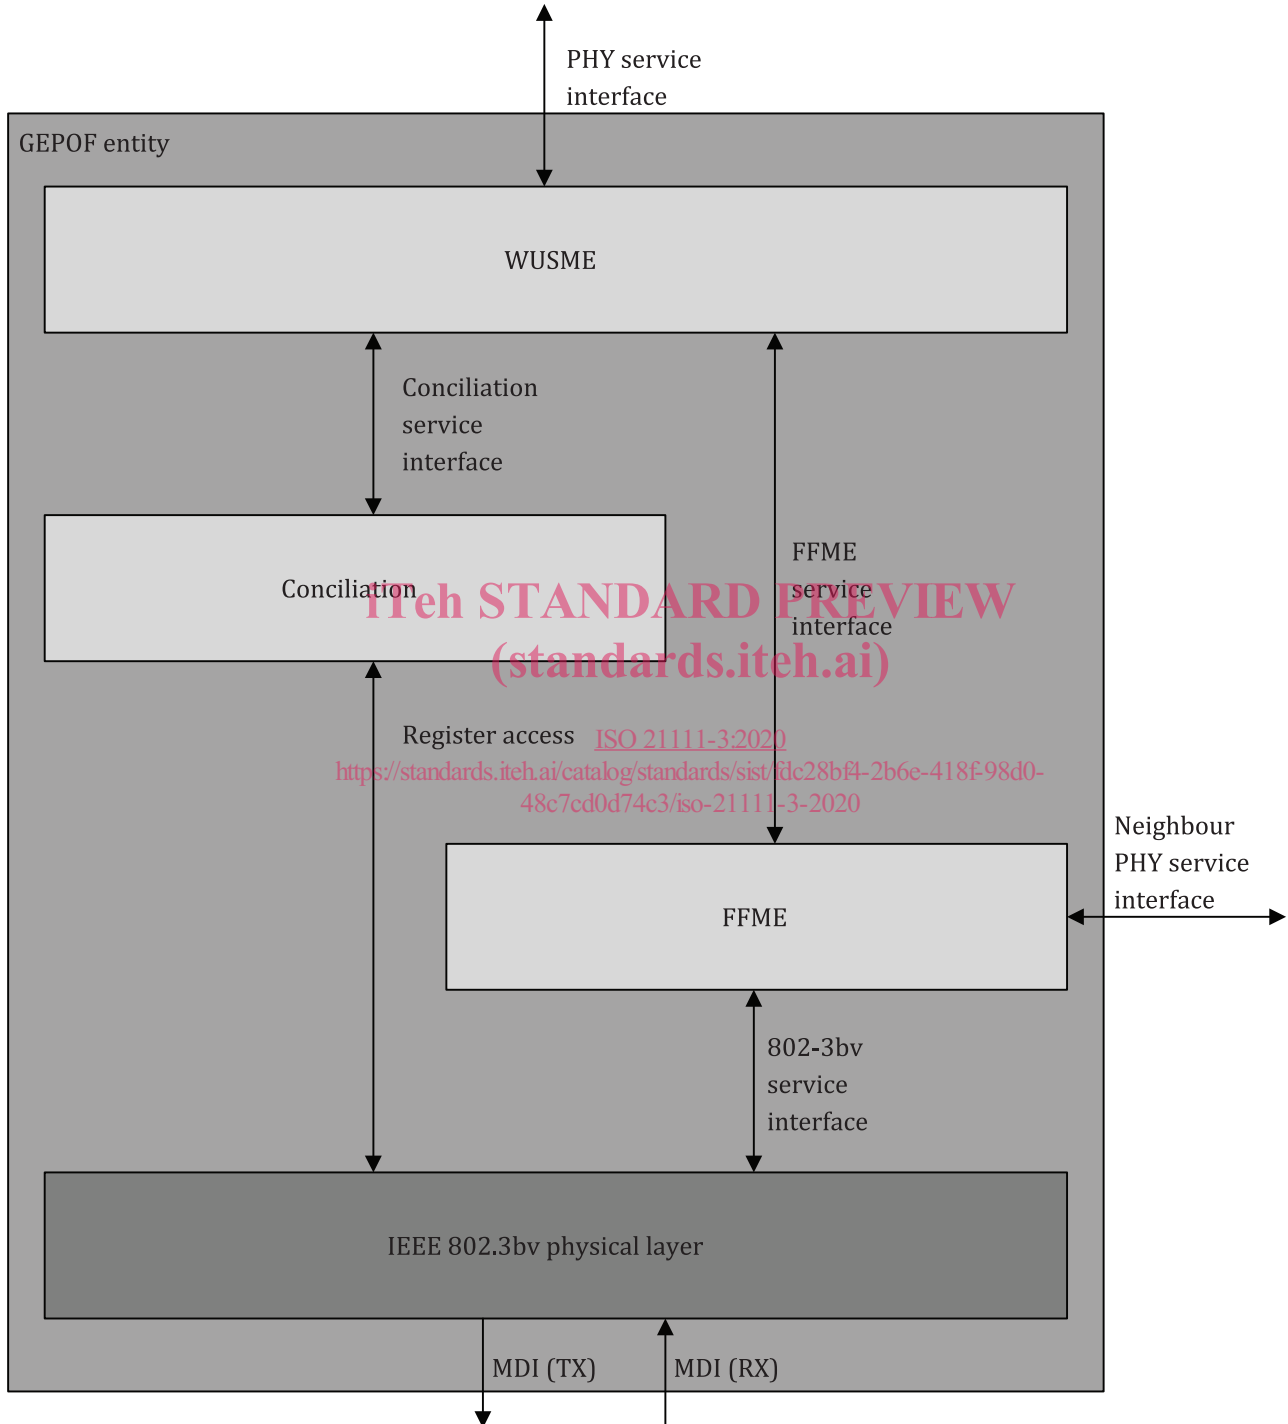 PHY service
interface
GEPOF entity
WUSME
Conciliation
service
interface
FFME
service
interface
Conciliation
iTeh STANDARD PREVIEW
(standards.iteh.ai)
Register access
ISO 21111-3:2020
https://standards.iteh.ai/catalog/standards/sist/fdc28bf4-2b6e-418f-98d0-
48c7cd0d74c3/iso-21111-3-2020
Neighbour
PHY service
interface
FFME
802-3bv
service
interface
IEEE 802.3bv physical layer
MDI (TX)
MDI (RX)